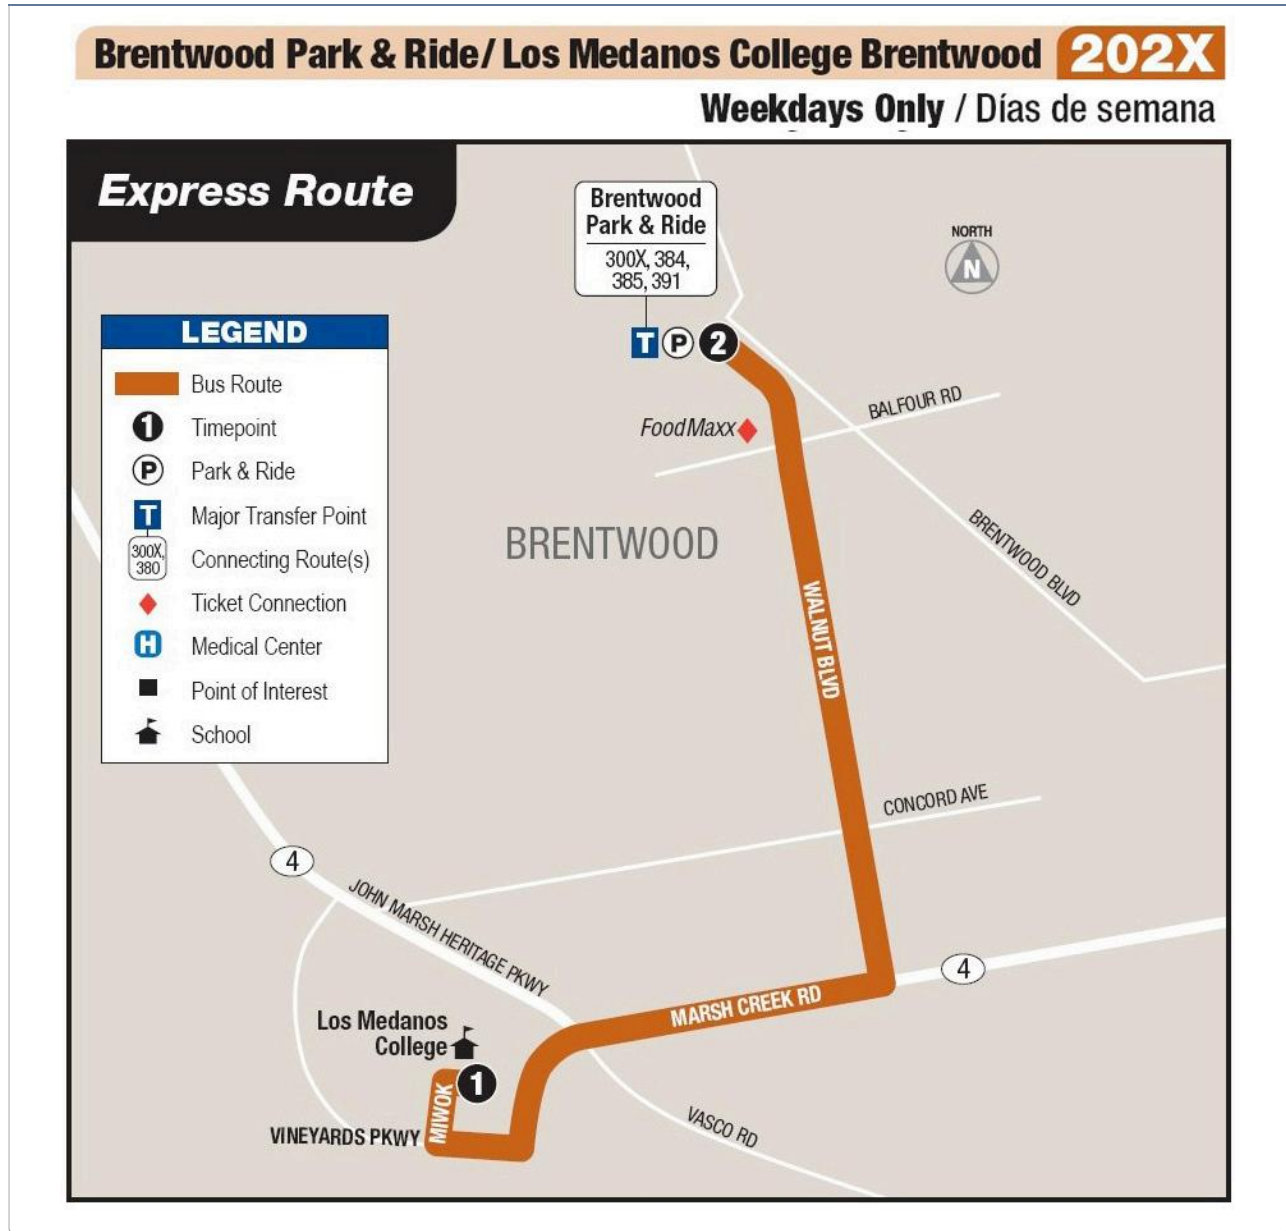 Brentwood Park & Ride/ Los Medanos College Brentwood 202X
Weekdays Only / Días de semana
Express Route
Brentwood
Park & Ride
300X, 384,
385, 391
NORTH
N
T P 2
LEGEND
Bus Route
1 Timepoint
P Park & Ride
T Major Transfer Point
300X,
380
Connecting Route(s)
Ticket Connection
H Medical Center
Point of Interest
School
FoodMaxx
BALFOUR RD
BRENTWOOD
BRENTWOOD BLVD
WALNUT BLVD
CONCORD AVE
4
JOHN MARSH HERITAGE PKWY
4
MARSH CREEK RD
Los Medanos
College
1
MIWOK
VINEYARDS PKWY
VASCO RD